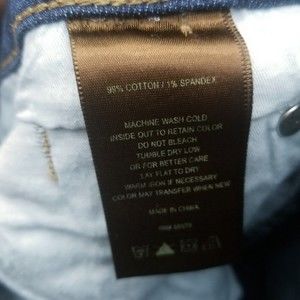 99% COTTON / 1% SPANDEX
MACHINE WASH COLD
INSIDE OUT TO RETAIN COLOR
DO NOT BLEACH
TUMBLE DRY LOW
OR FOR BETTER CARE
LAY FLAT TO DRY
WARM IRON IF NECESSARY
COLOR MAY TRANSFER WHEN NEW
MADE IN CHINA